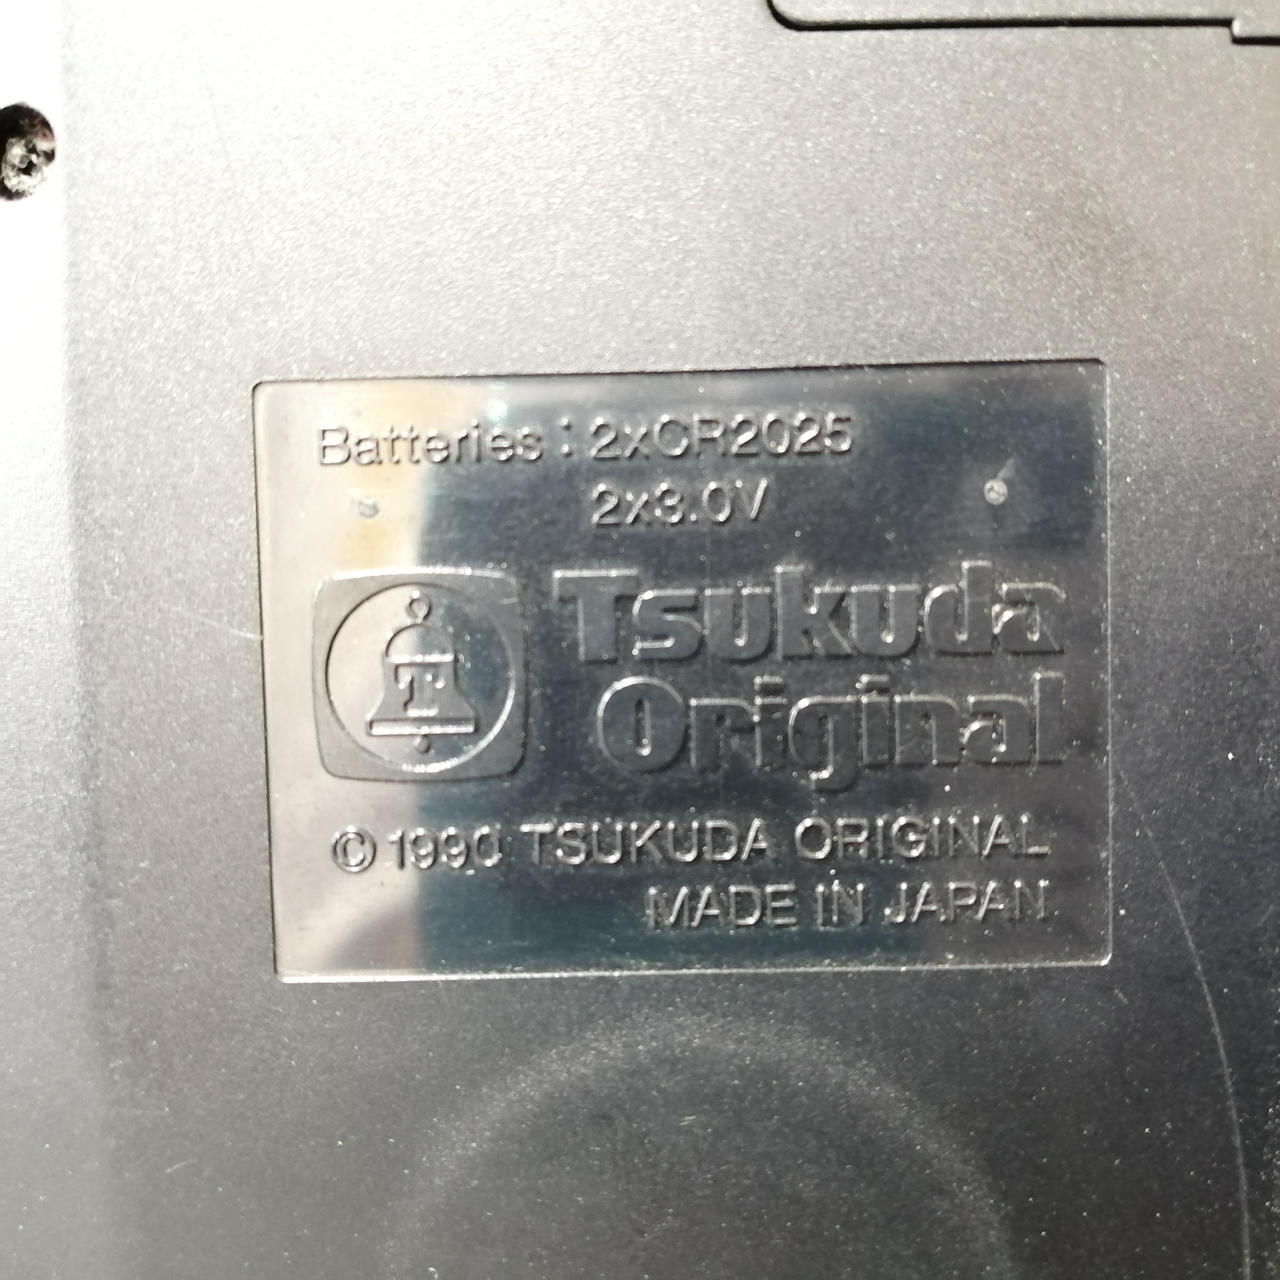 Batteries : 2xCR2025
2x3.0V
T
Tsukuda
Original
© 1990 TSUKUDA ORIGINAL
MADE IN JAPAN